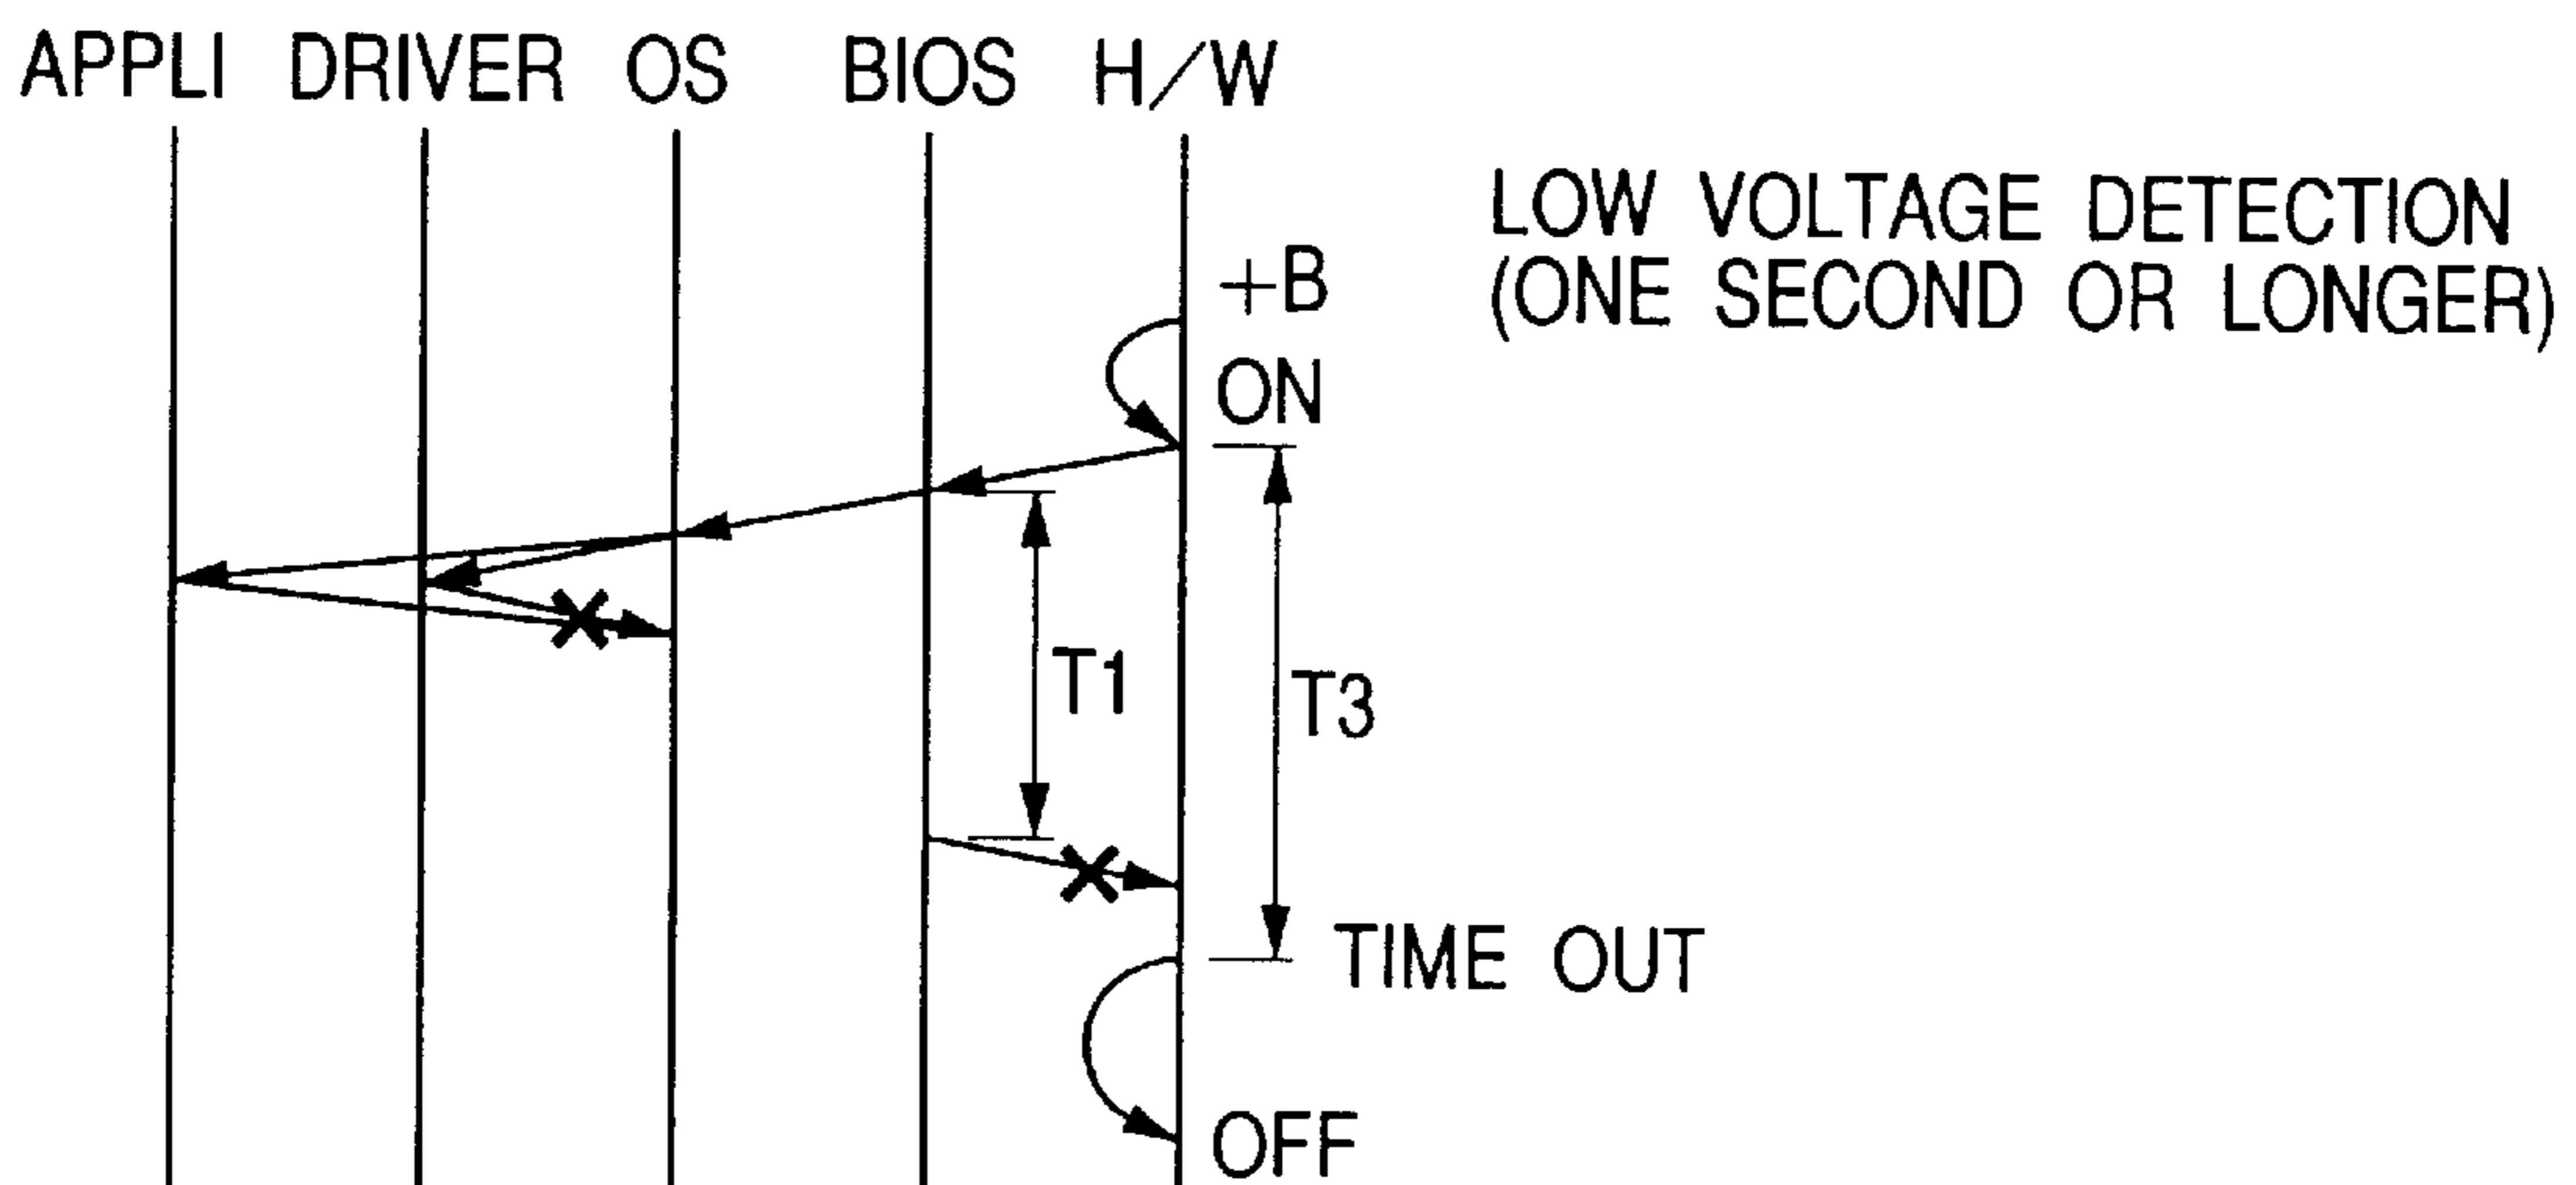 APPLI DRIVER OS BIOS H/W
LOW VOLTAGE DETECTION
(ONE SECOND OR LONGER)
+B
ON
T1
T3
TIME OUT
OFF